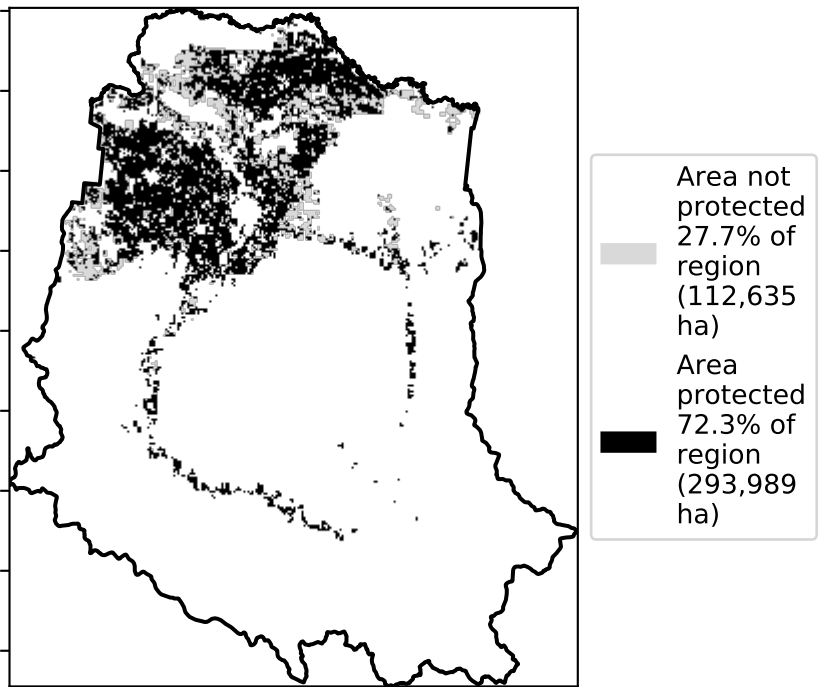 Area not
protected
27.7% of
region
(112,635
ha)
Area
protected
72.3% of
region
(293,989
ha)